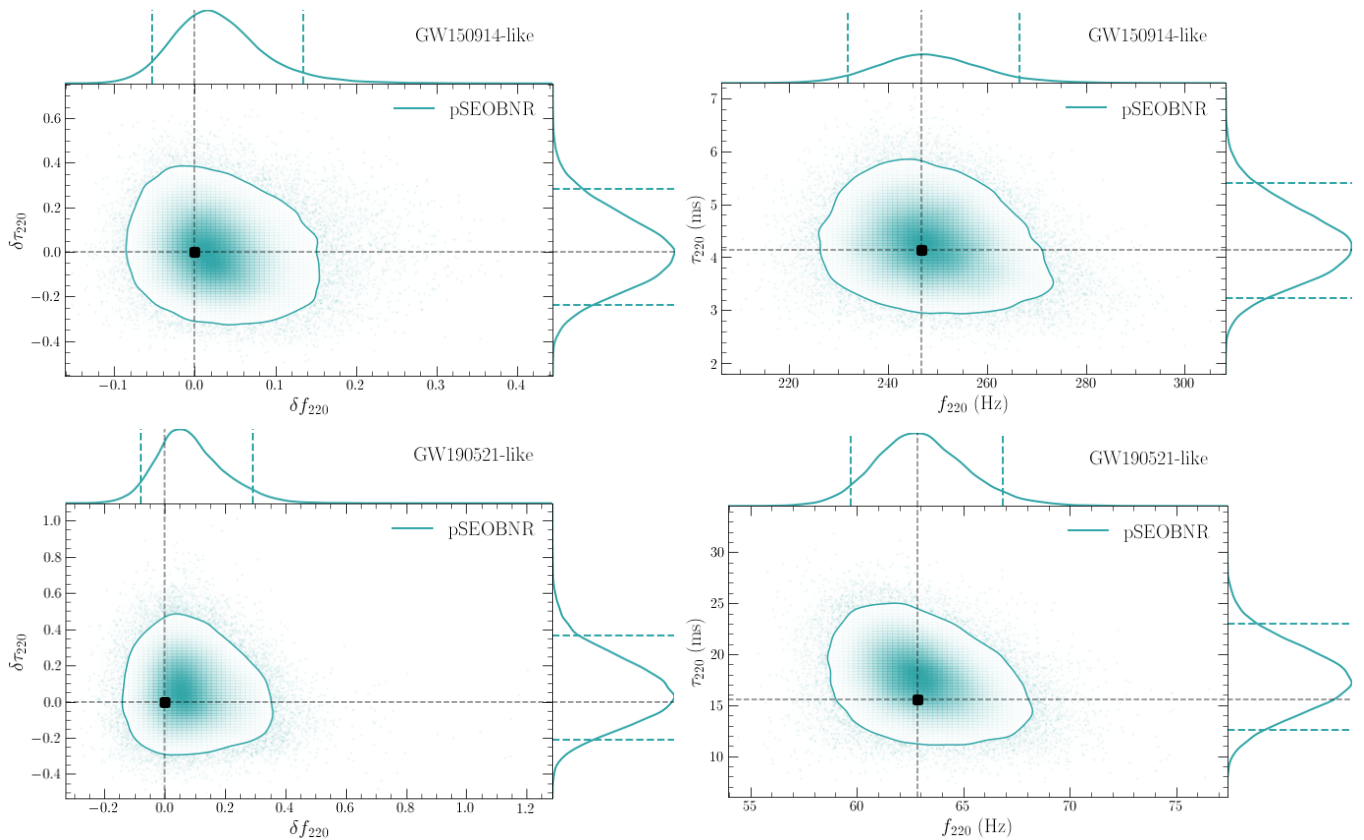 GW150914-like
pSEOBNR
δτ₂₂₀
0.6
0.4
0.2
0.0
−0.2
−0.4
−0.1 0.0 0.1 0.2 0.3 0.4
δf₂₂₀
GW150914-like
pSEOBNR
τ₂₂₀ (ms)
7
6
5
4
3
2
220 240 260 280 300
f₂₂₀ (Hz)
GW190521-like
pSEOBNR
δτ₂₂₀
1.0
0.8
0.6
0.4
0.2
0.0
−0.2
−0.4
−0.2 0.0 0.2 0.4 0.6 0.8 1.0 1.2
δf₂₂₀
GW190521-like
pSEOBNR
τ₂₂₀ (ms)
30
25
20
15
10
55 60 65 70 75
f₂₂₀ (Hz)